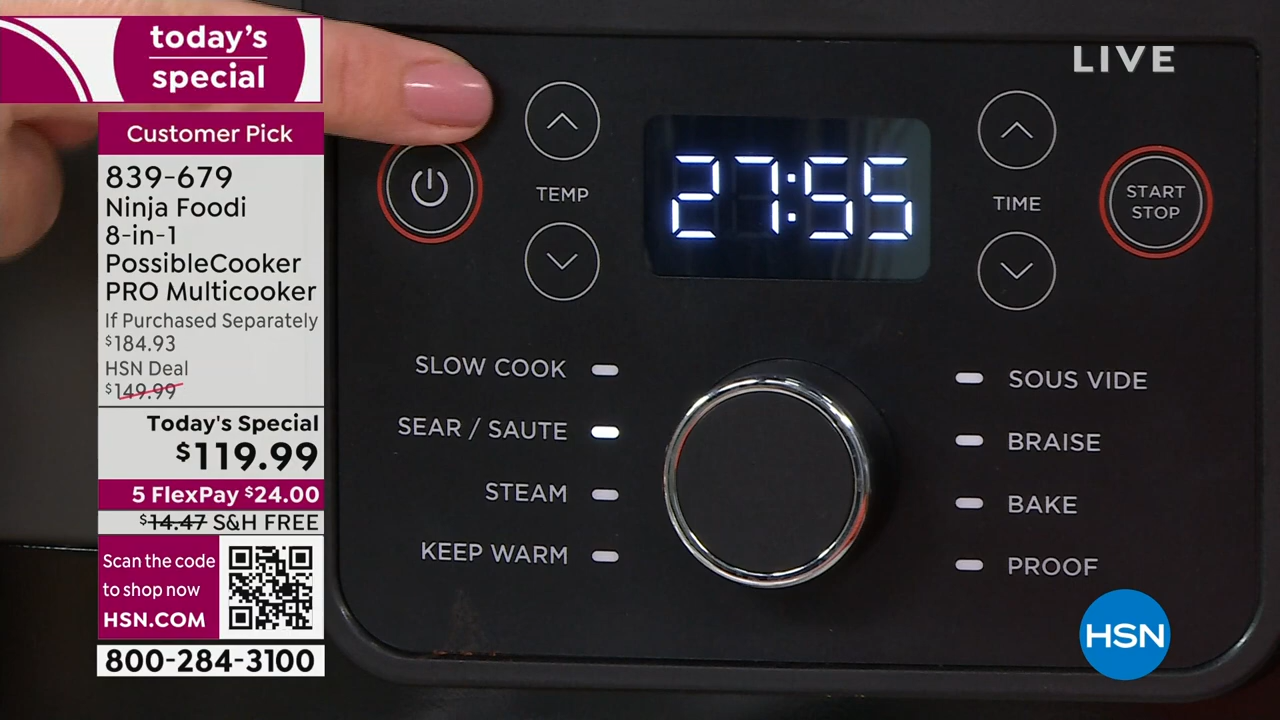 today's
special
Customer Pick
839-679
Ninja Foodi
8-in-1
PossibleCooker
PRO Multicooker
If Purchased Separately
$184.93
HSN Deal
$149.99
Today's Special
$119.99
5 FlexPay $24.00
$14.47 S&H FREE
Scan the code
to shop now
HSN.COM
800-284-3100
LIVE
TEMP
27:55
TIME
START
STOP
SLOW COOK
SEAR / SAUTE
STEAM
KEEP WARM
SOUS VIDE
BRAISE
BAKE
PROOF
HSN